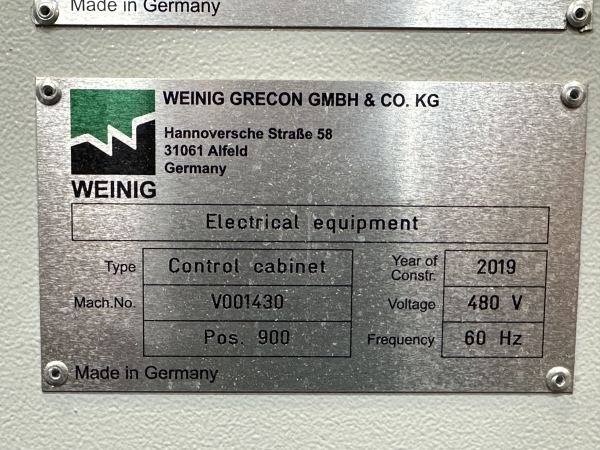 Made in Germany
WEINIG GRECON GMBH & CO. KG
Hannoversche Straße 58
31061 Alfeld
Germany
WEINIG
Electrical equipment
Type Control cabinet Year of Constr. 2019
Mach.No. V001430 Voltage 480 V
Pos. 900 Frequency 60 Hz
Made in Germany